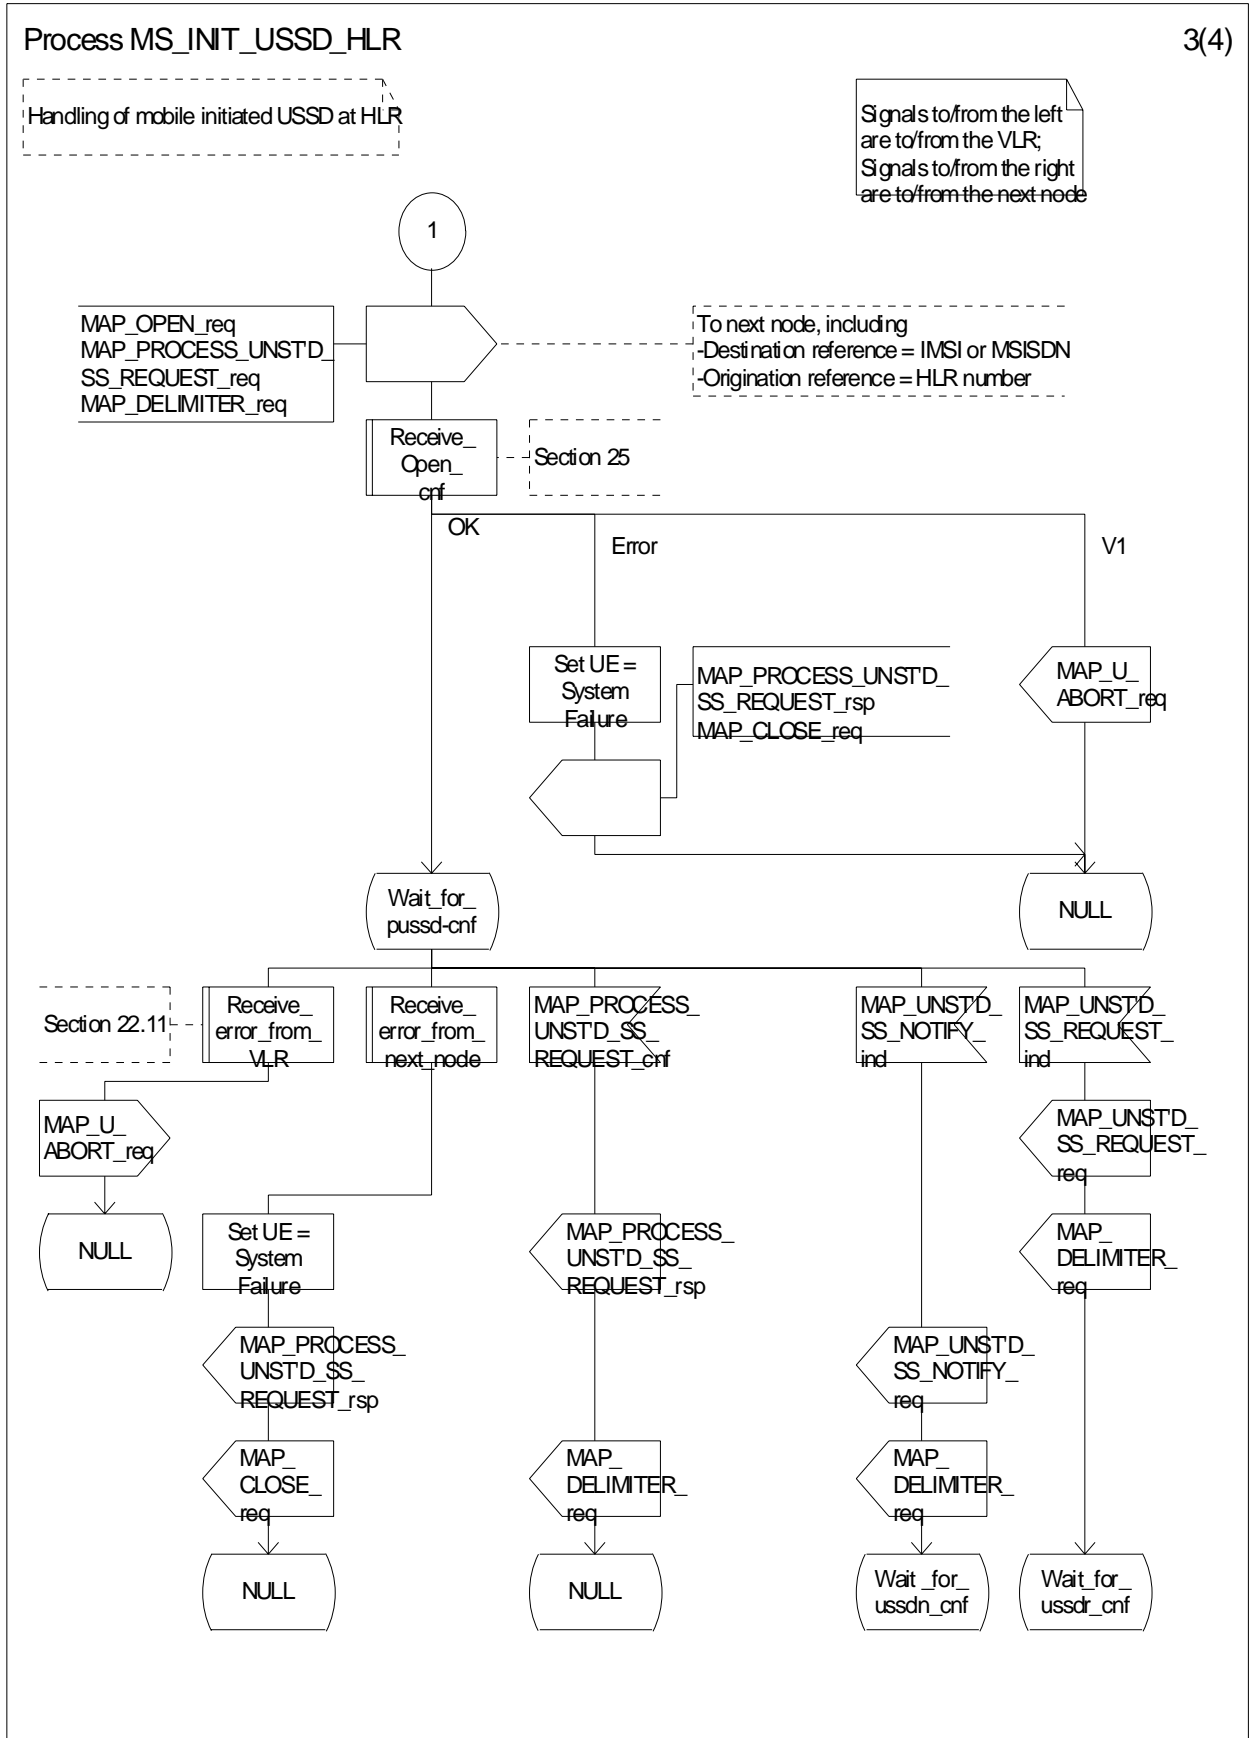 Process MS_INIT_USSD_HLR
3(4)
Handling of mobile initiated USSD at HLR
Signals to/from the left
are to/from the VLR;
Signals to/from the right
are to/from the next node
1
MAP_OPEN_req
MAP_PROCESS_UNST'D_
SS_REQUEST_req
MAP_DELIMITER_req
To next node, including
-Destination reference = IMSI or MSISDN
-Origination reference = HLR number
Receive_
Open_
cnf
Section 25
OK
Error
V1
Set UE =
System
Failure
MAP_PROCESS_UNST'D_
SS_REQUEST_rsp
MAP_CLOSE_req
MAP_U_
ABORT_req
Wait_for_
pussd-cnf
NULL
Section 22.11
Receive_
error_from_
VLR
Receive_
error_from_
next_node
MAP_PROCESS_
UNST'D_SS_
REQUEST_cnf
MAP_UNST'D_
SS_NOTIFY_
ind
MAP_UNST'D_
SS_REQUEST_
ind
MAP_U_
ABORT_req
MAP_UNST'D_
SS_REQUEST_
req
NULL
Set UE =
System
Failure
MAP_PROCESS_
UNST'D_SS_
REQUEST_rsp
MAP_
DELIMITER_
req
MAP_PROCESS_
UNST'D_SS_
REQUEST_rsp
MAP_UNST'D_
SS_NOTIFY_
req
MAP_
CLOSE_
req
MAP_
DELIMITER_
req
MAP_
DELIMITER_
req
NULL
NULL
Wait _for_
ussdn_cnf
Wait_for_
ussdr_cnf